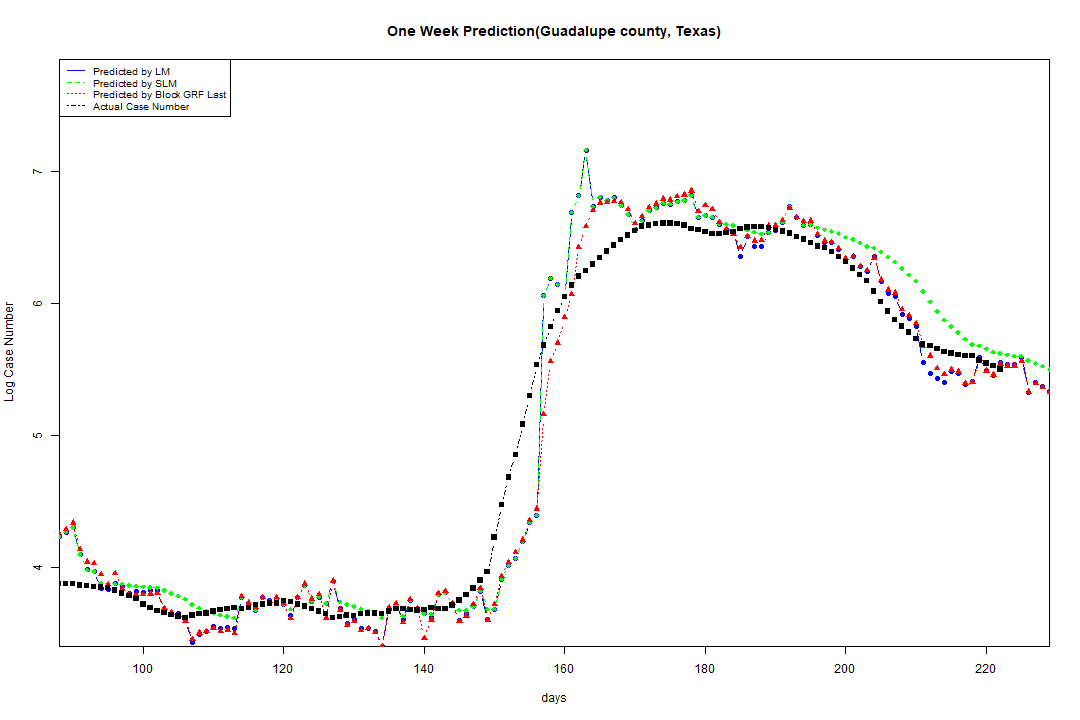 One Week Prediction(Guadalupe county, Texas)
Predicted by LM
Predicted by SLM
Predicted by Block GRF Last
Actual Case Number
Log Case Number
7
6
5
4
100 120 140 160 180 200 220
days